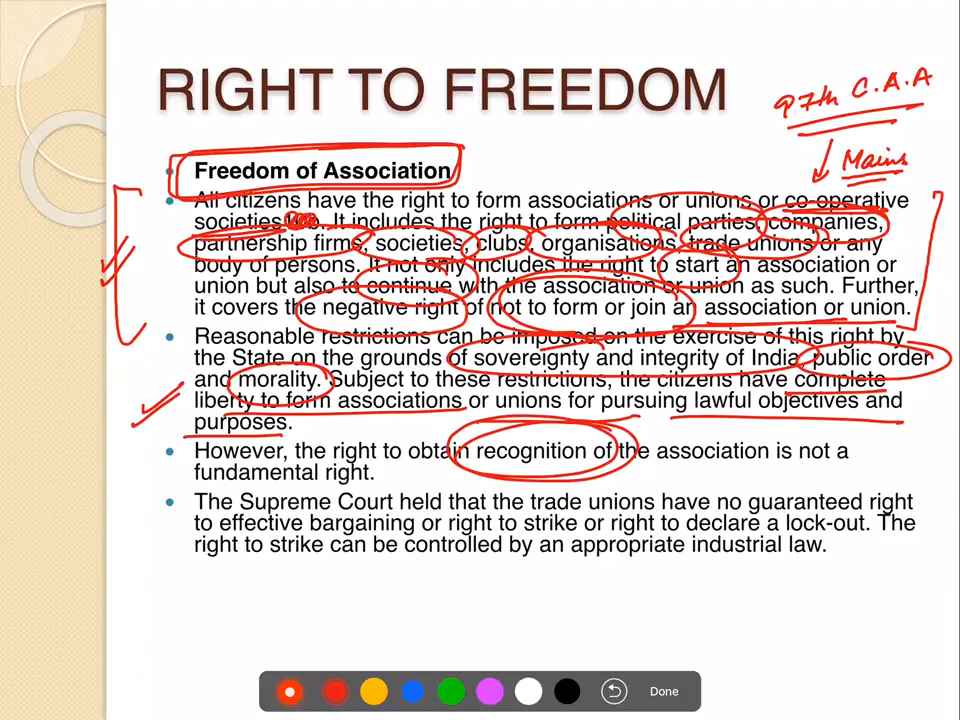 RIGHT TO FREEDOM
97th C.A.A
Mains
Freedom of Association
All citizens have the right to form associations or unions or co-operative
societies. It includes the right to form political parties, companies,
partnership firms, societies, clubs, organisations, trade unions or any
body of persons. It not only includes the right to start an association or
union but also to continue with the association or union as such. Further,
it covers the negative right of not to form or join an association or union.
Reasonable restrictions can be imposed on the exercise of this right by
the State on the grounds of sovereignty and integrity of India, public order
and morality. Subject to these restrictions, the citizens have complete
liberty to form associations or unions for pursuing lawful objectives and
purposes.
However, the right to obtain recognition of the association is not a
fundamental right.
The Supreme Court held that the trade unions have no guaranteed right
to effective bargaining or right to strike or right to declare a lock-out. The
right to strike can be controlled by an appropriate industrial law.
Done